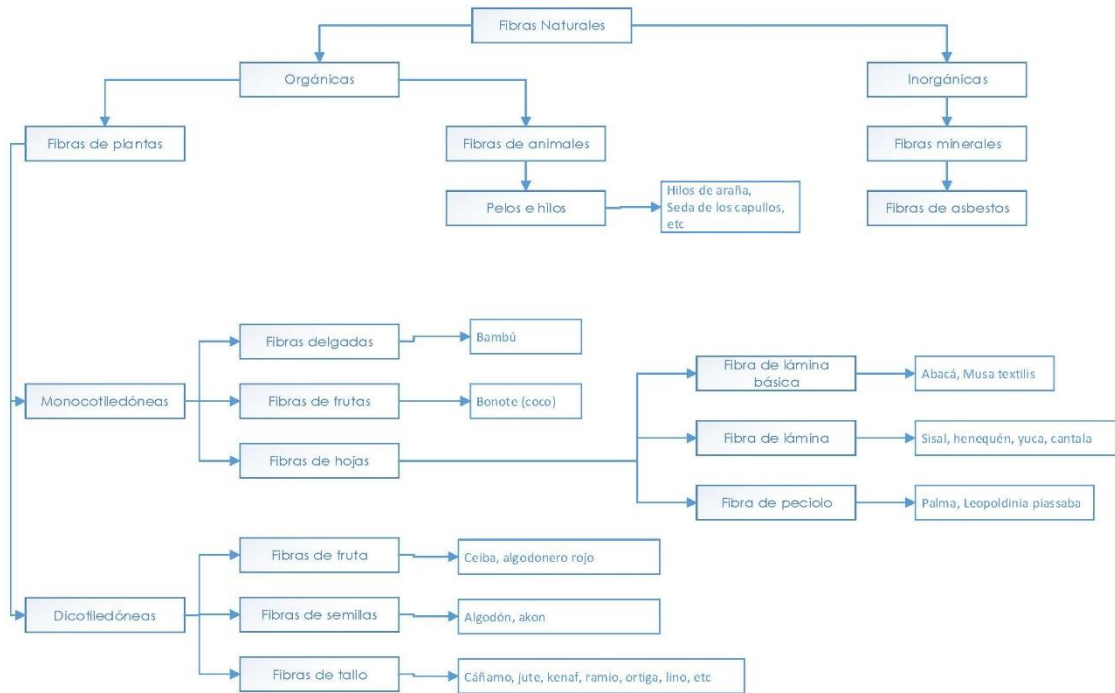 Fibras Naturales
Orgánicas
Inorgánicas
Fibras de plantas
Fibras de animales
Fibras minerales
Pelos e hilos
Hilos de araña,
Seda de los capullos,
etc
Fibras de asbestos
Fibras delgadas
Bambú
Monocotiledóneas
Fibras de frutas
Bonote (coco)
Fibras de hojas
Fibra de lámina
básica
Abacá, Musa textilis
Fibra de lámina
Sisal, henequén, yuca, cantala
Fibra de peciolo
Palma, Leopoldinia piassaba
Fibras de fruta
Ceiba, algodonero rojo
Dicotiledóneas
Fibras de semillas
Algodón, akon
Fibras de tallo
Cáñamo, jute, kenaf, ramio, ortiga, lino, etc